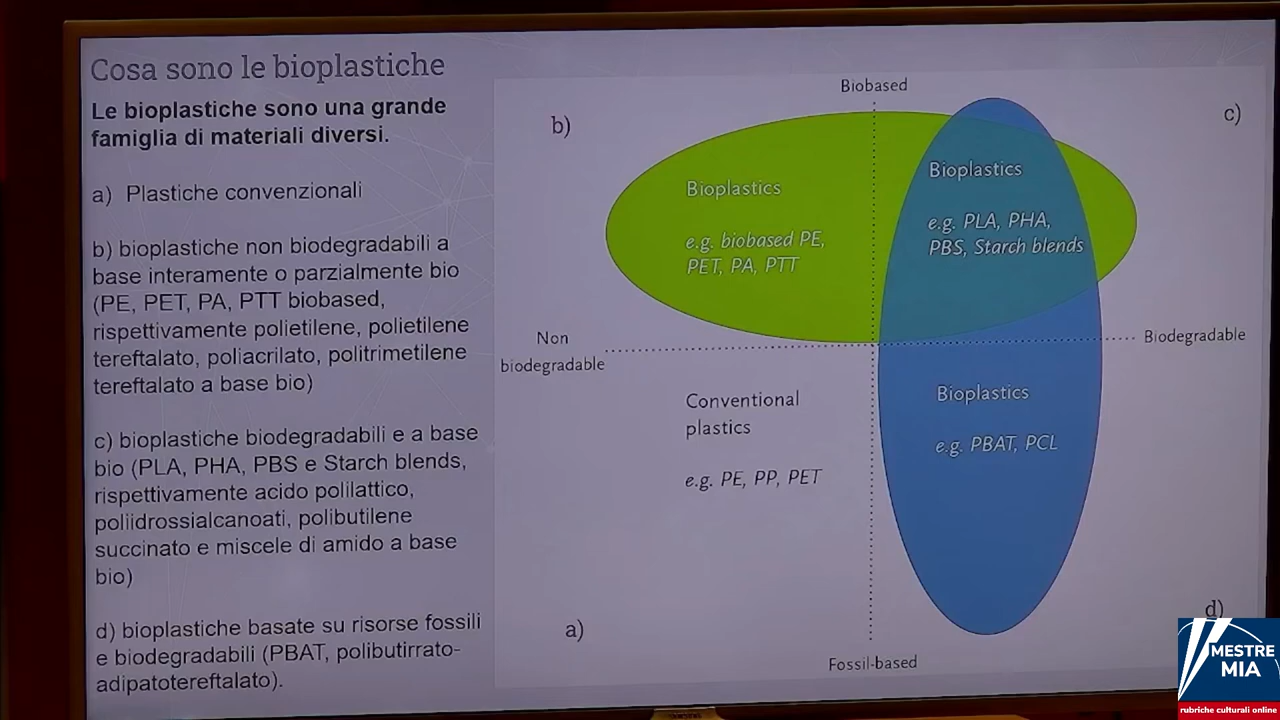 Cosa sono le bioplastiche
Le bioplastiche sono una grande
famiglia di materiali diversi.
a) Plastiche convenzionali
b) bioplastiche non biodegradabili a
base interamente o parzialmente bio
(PE, PET, PA, PTT biobased,
rispettivamente polietilene, polietilene
tereftalato, poliacrilato, politrimetilene
tereftalato a base bio)
c) bioplastiche biodegradabili e a base
bio (PLA, PHA, PBS e Starch blends,
rispettivamente acido polilattico,
poliidrossialcanoati, polibutilene
succinato e miscele di amido a base
bio)
d) bioplastiche basate su risorse fossili
e biodegradabili (PBAT, polibutirrato-
adipatotereftalato).
Biobased
b)
c)
Bioplastics
e.g. biobased PE,
PET, PA, PTT
Bioplastics
e.g. PLA, PHA,
PBS, Starch blends
Non
biodegradable
Biodegradable
Conventional
plastics
e.g. PE, PP, PET
Bioplastics
e.g. PBAT, PCL
a)
d)
Fossil-based
MESTRE
MIA
rubriche culturali online